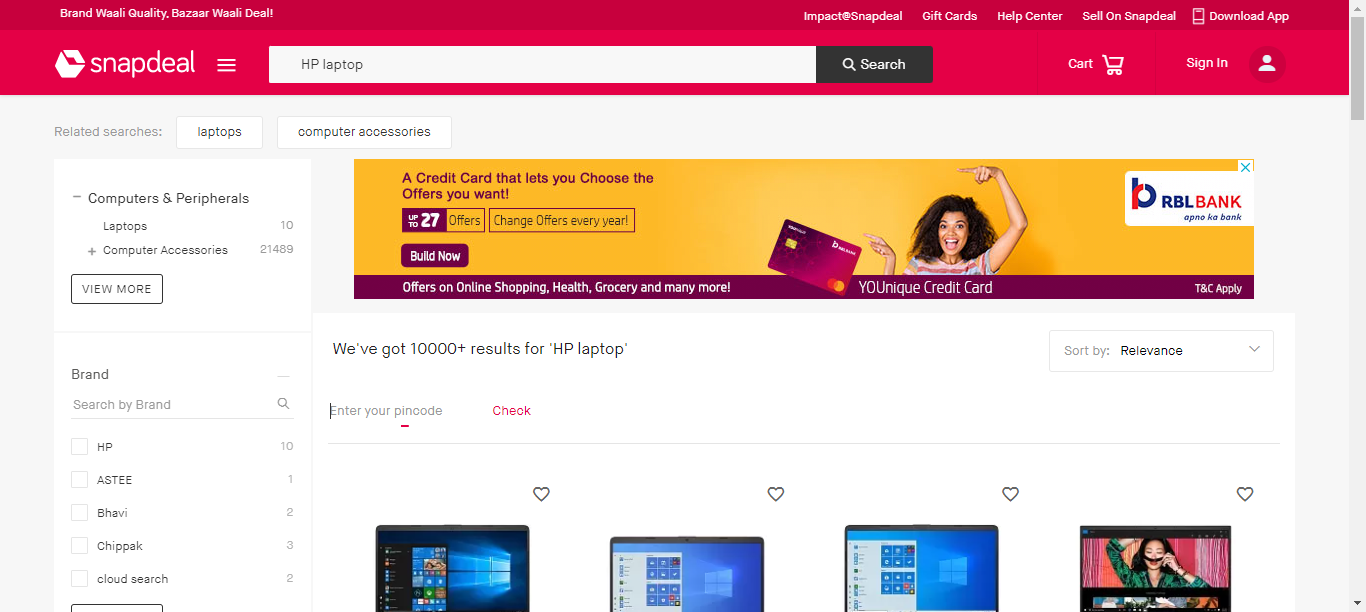 Brand Waali Quality, Bazaar Waali Deal!
Impact@Snapdeal Gift Cards Help Center Sell On Snapdeal Download App
snapdeal
HP laptop
Search
Cart
Sign In
Related searches:
laptops
computer accessories
Computers & Peripherals
Laptops 10
Computer Accessories 21489
VIEW MORE
Brand
Search by Brand
HP 10
ASTEE 1
Bhavi 2
Chippak 3
cloud search 2
A Credit Card that lets you Choose the
Offers you want!
UP TO 27 Offers Change Offers every year!
Build Now
Offers on Online Shopping, Health, Grocery and many more!
YOUnique Credit Card
RBLBANK
apno ka bank
T&C Apply
We've got 10000+ results for 'HP laptop'
Sort by: Relevance
Enter your pincode
Check